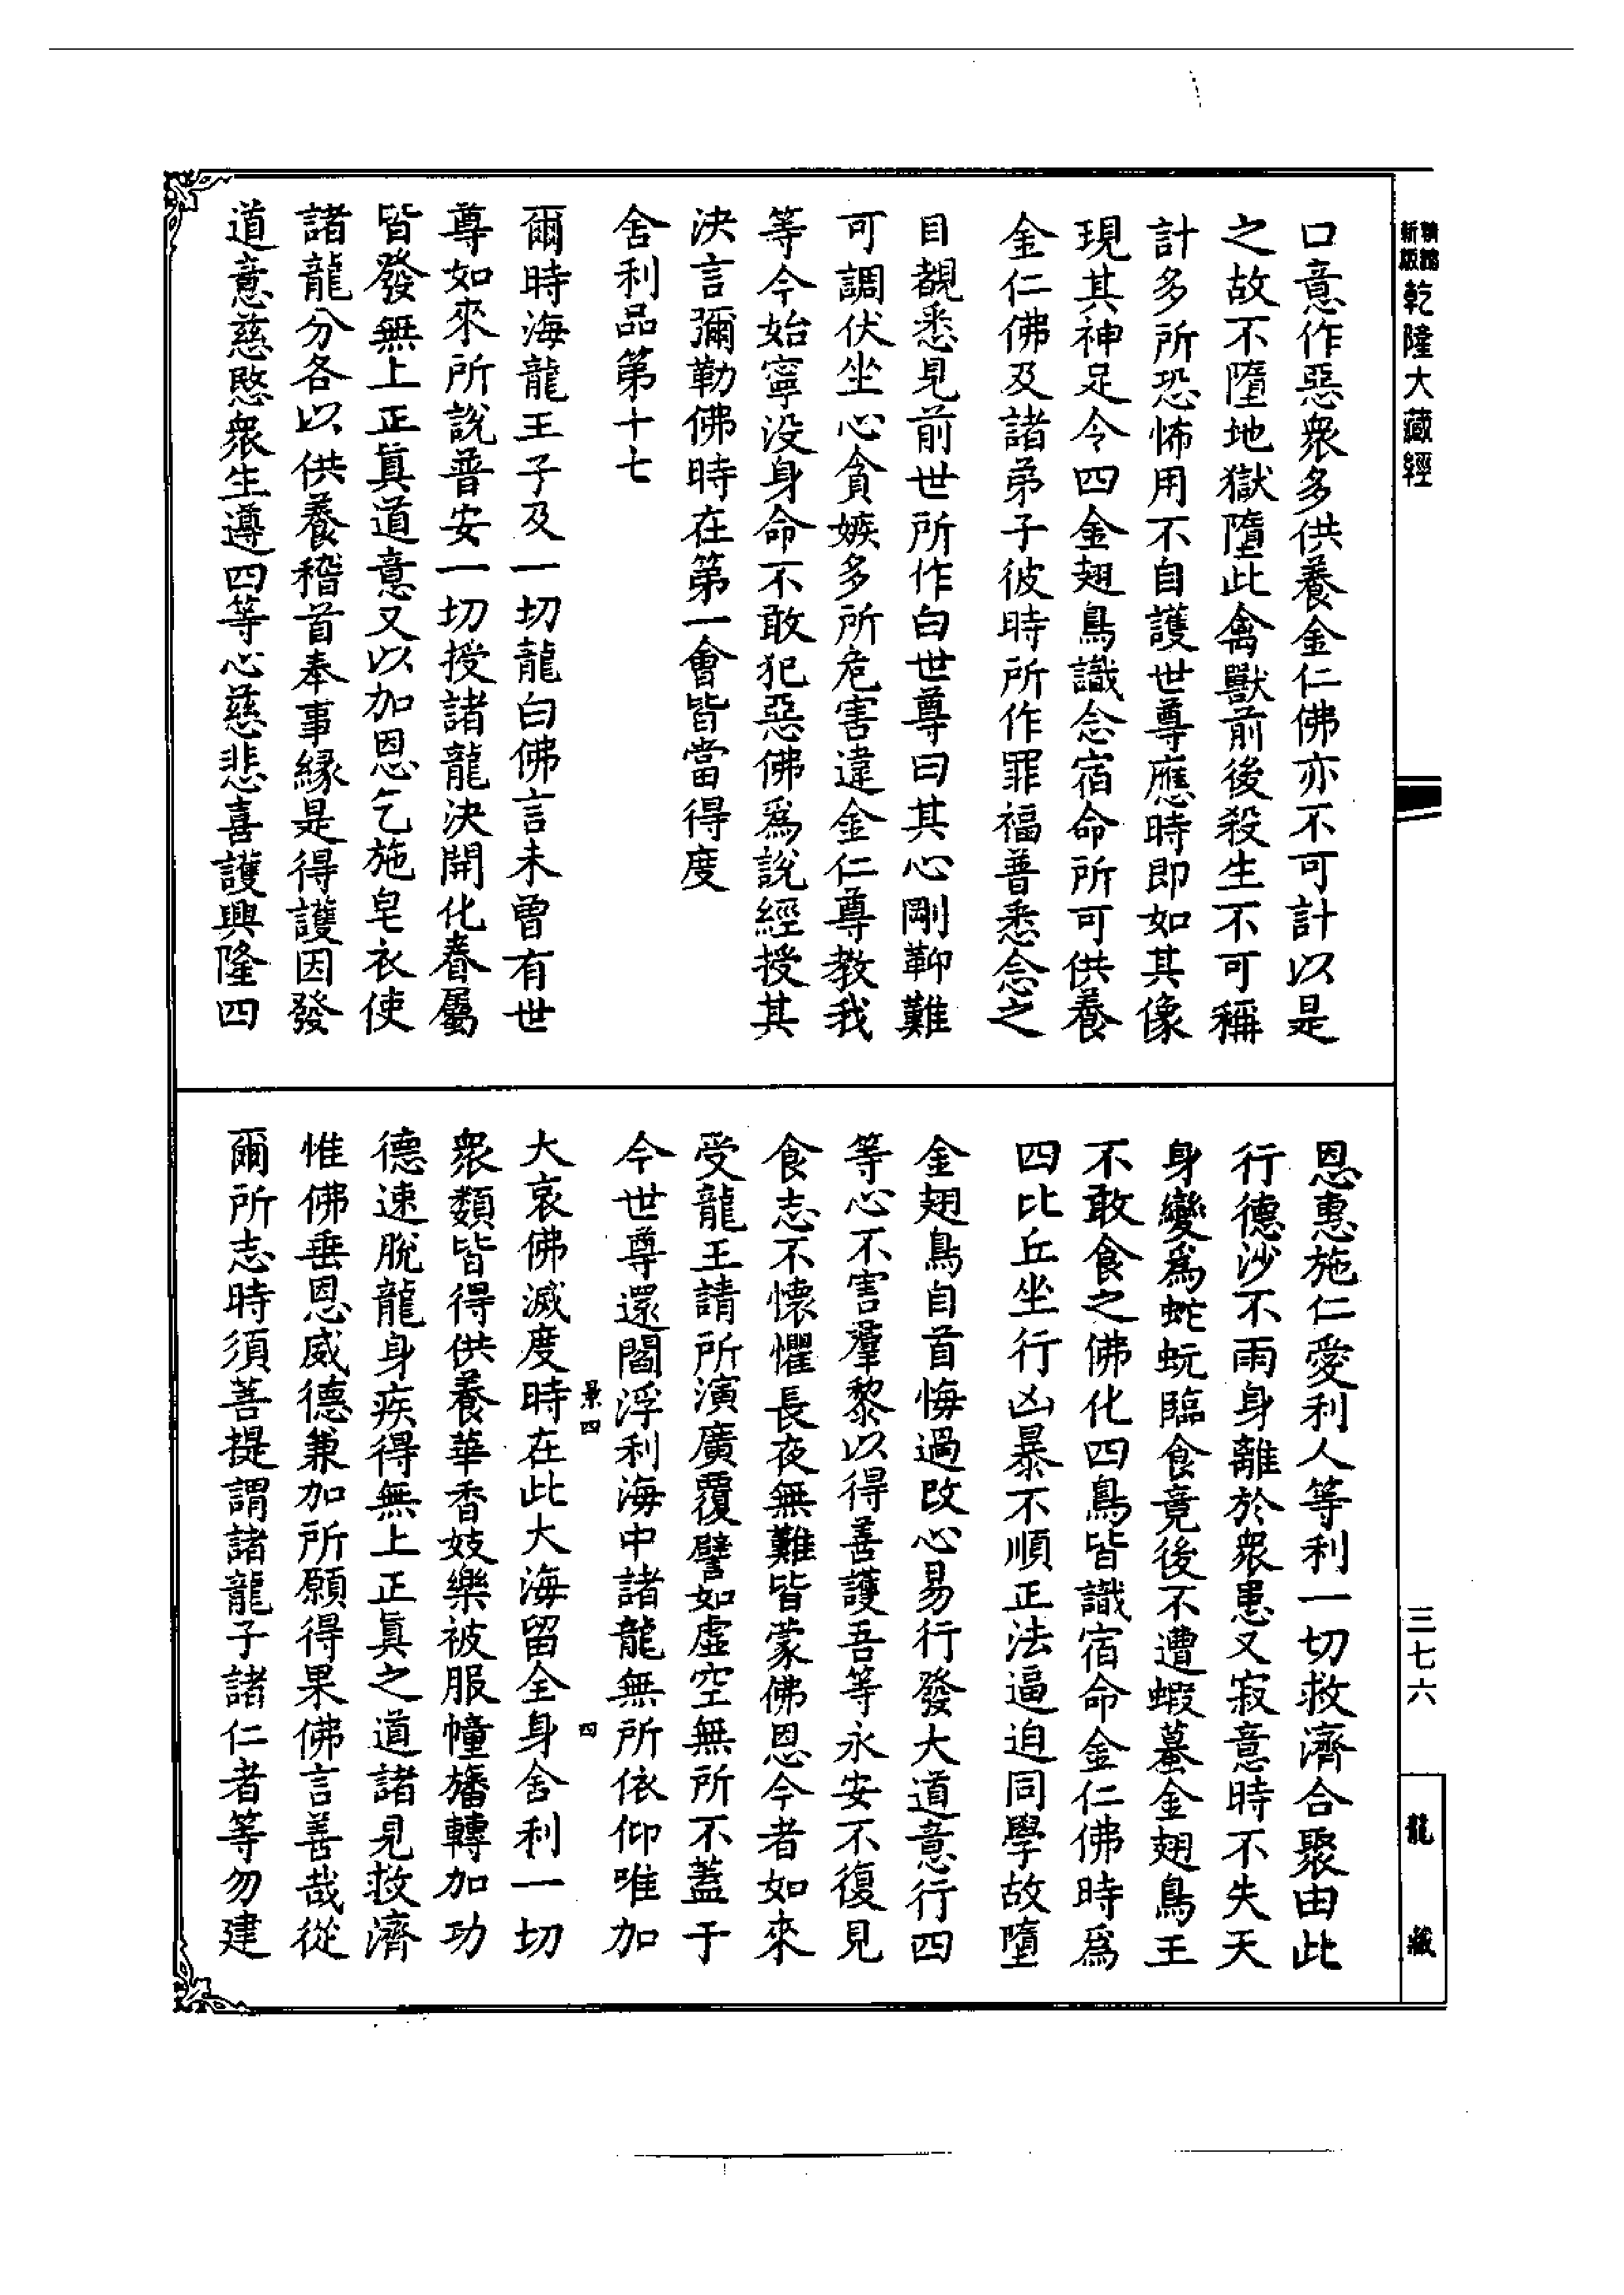 精縮
新版
乾隆大藏經
口意作惡衆多供養金仁佛亦不可計以是
之故不墮地獄墮此禽獸前後殺生不可稱
計多所恐怖用不自護世尊應時即如其像
現其神足令四金翅鳥識念宿命所可供養
金仁佛及諸弟子彼時所作罪福普悉念之
目覩悉見前世所作白世尊曰其心剛鞕難
可調伏坐心貪嫉多所危害違金仁尊教我
等今始寧沒身命不敢犯惡佛爲說經授其
決言彌勒佛時在第一會皆當得度
舍利品第十七
爾時海龍王子及一切龍白佛言未曾有世
尊如來所說普安一切授諸龍決開化眷屬
皆發無上正眞道意又以加恩乞施皂衣使
諸龍分各以供養稽首奉事縁是得護因發
道意慈愍衆生遵四等心慈悲喜護興隆四
恩惠施仁愛利人等利一切救濟合聚由此
行德沙不雨身離於衆患又寂意時不失天
身變爲蛇蚖臨食竟後不遭蝦蟇金翅鳥王
不敢食之佛化四鳥皆識宿命金仁佛時爲
四比丘坐行凶暴不順正法逼迫同學故墮
金翅鳥自首悔過改心易行發大道意行四
等心不害羣黎以得善護吾等永安不復見
食志不懷懼長夜無難皆蒙佛恩今者如來
受龍王請所演廣覆譬如虛空無所不蓋于
今世尊還閻浮利海中諸龍無所依仰唯加
景四
四
大哀佛滅度時在此大海留全身舍利一切
衆類皆得供養華香妓樂被服幢旛轉加功
德速脫龍身疾得無上正眞之道諸見救濟
惟佛垂恩威德兼加所願得果佛言善哉從
爾所志時須菩提謂諸龍子諸仁者等勿建
三七六
龍藏